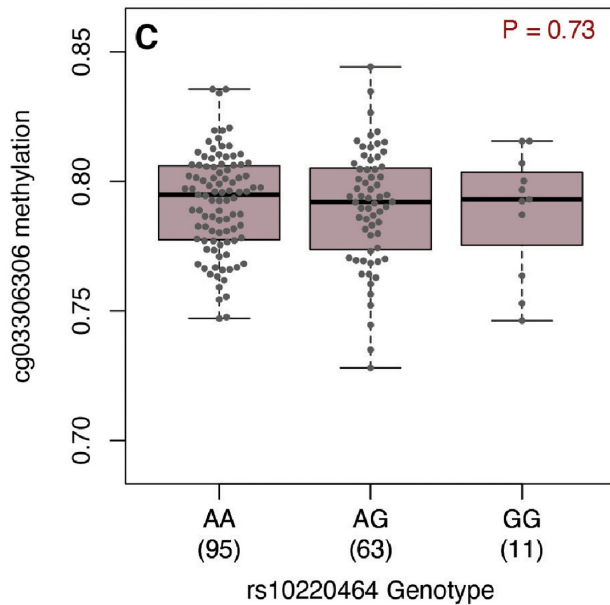 C
P = 0.73
cg03306306 methylation
0.85
0.80
0.75
0.70
AA AG GG
(95) (63) (11)
rs10220464 Genotype